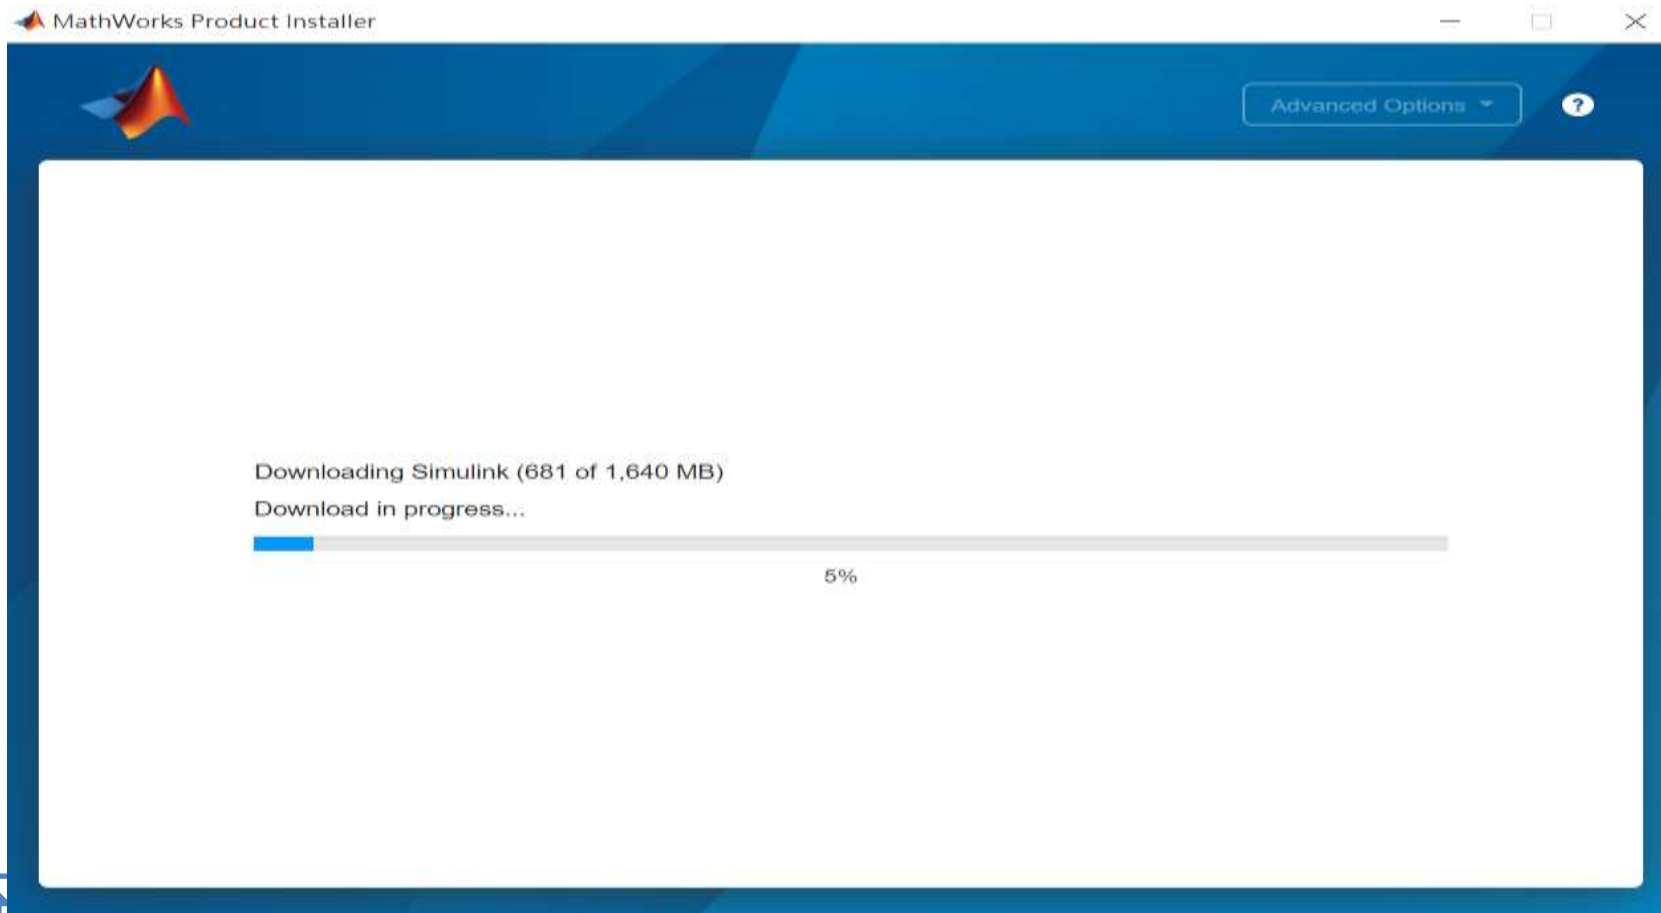 MathWorks Product Installer
Advanced Options
?
Downloading Simulink (681 of 1,640 MB)
Download in progress...
5%